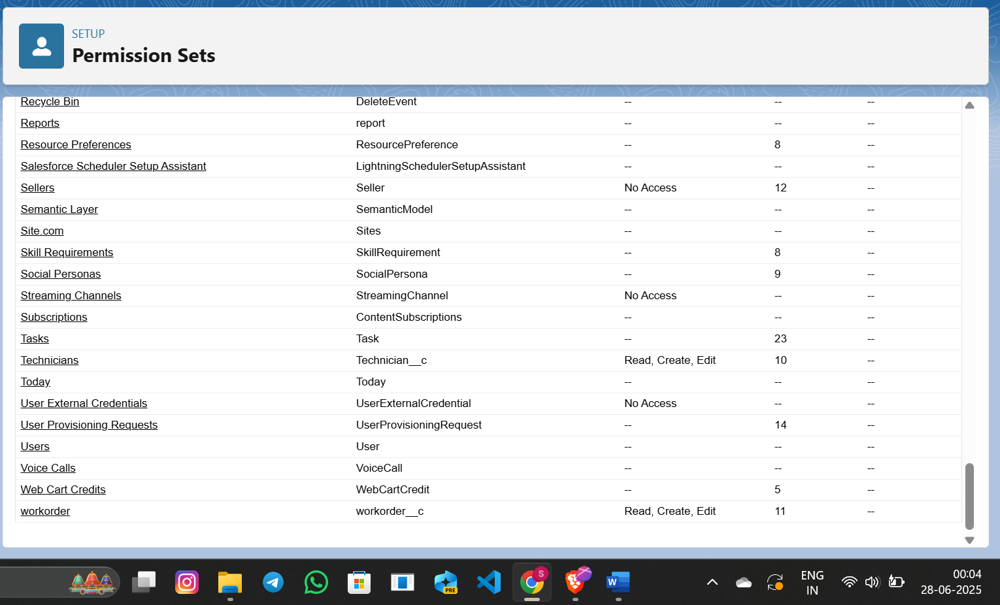 SETUP
Permission Sets
Recycle Bin DeleteEvent -- -- --
Reports report -- -- --
Resource Preferences ResourcePreference -- 8 --
Salesforce Scheduler Setup Assistant LightningSchedulerSetupAssistant -- -- --
Sellers Seller No Access 12 --
Semantic Layer SemanticModel -- -- --
Site.com Sites -- -- --
Skill Requirements SkillRequirement -- 8 --
Social Personas SocialPersona -- 9 --
Streaming Channels StreamingChannel No Access -- --
Subscriptions ContentSubscriptions -- -- --
Tasks Task -- 23 --
Technicians Technician__c Read, Create, Edit 10 --
Today Today -- -- --
User External Credentials UserExternalCredential No Access -- --
User Provisioning Requests UserProvisioningRequest -- 14 --
Users User -- -- --
Voice Calls VoiceCall -- -- --
Web Cart Credits WebCartCredit -- 5 --
workorder workorder__c Read, Create, Edit 11 --
PRE
S
W
ENG
IN
00:04
28-06-2025